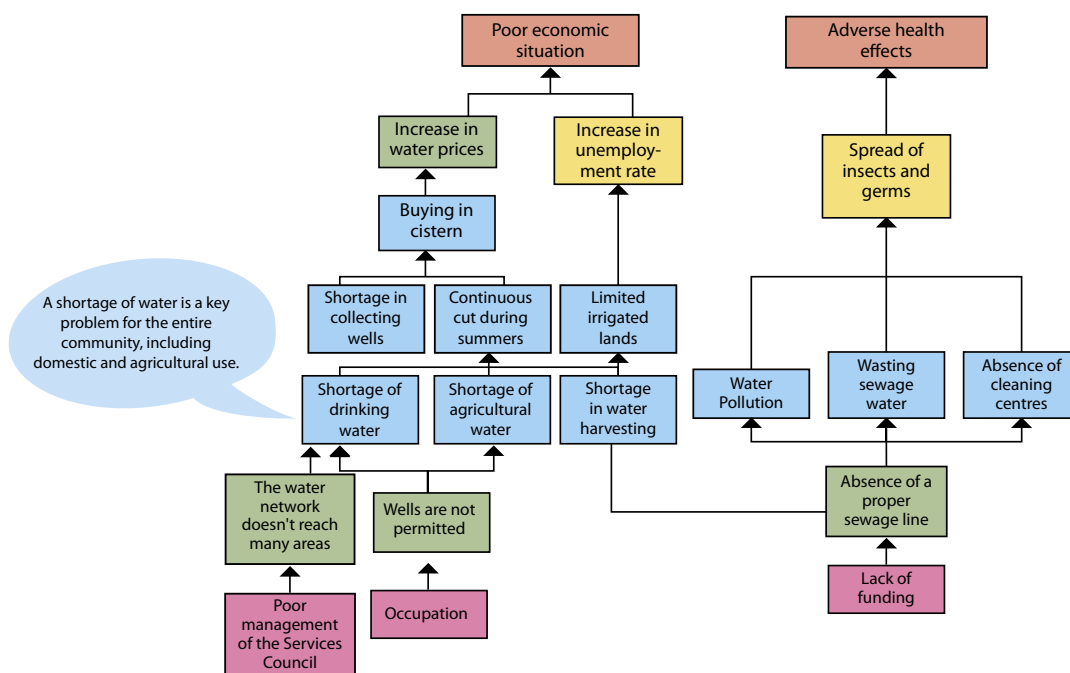 Poor economic
situation
Adverse health
effects
Increase in
water prices
Increase in
unemploy-
ment rate
Spread of
insects and
germs
Buying in
cistern
A shortage of water is a key
problem for the entire
community, including
domestic and agricultural use.
Shortage in
collecting
wells
Continuous
cut during
summers
Limited
irrigated
lands
Shortage of
drinking
water
Shortage of
agricultural
water
Shortage
in water
harvesting
Water
Pollution
Wasting
sewage
water
Absence of
cleaning
centres
The water
network
doesn't reach
many areas
Wells are not
permitted
Absence of a
proper
sewage line
Poor
management
of the Services
Council
Occupation
Lack of
funding